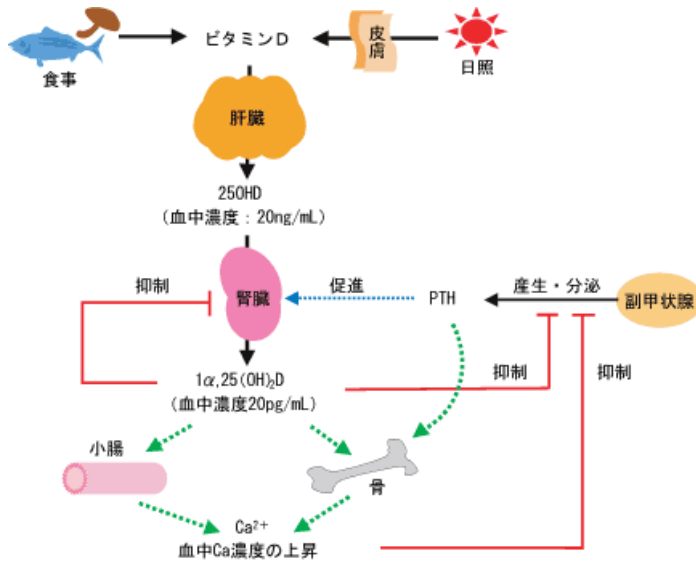 ビタミンD
皮膚
食事
日照
肝臓
25OHD
(血中濃度：20ng/mL)
抑制
腎臓
促進
PTH
産生・分泌
副甲状腺
1α,25(OH)₂D
(血中濃度20pg/mL)
抑制
抑制
小腸
骨
Ca²⁺
血中Ca濃度の上昇